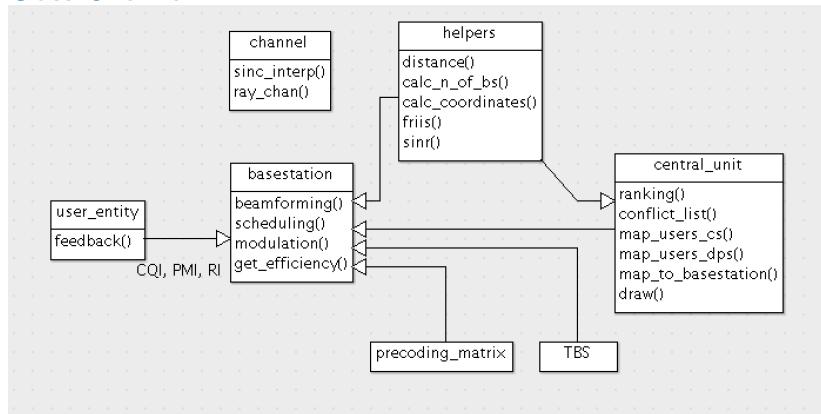 channel
sinc_interp()
ray_chan()
helpers
distance()
calc_n_of_bs()
calc_coordinates()
friis()
sinr()
basestation
beamforming()
scheduling()
modulation()
get_efficiency()
central_unit
ranking()
conflict_list()
map_users_cs()
map_users_dps()
map_to_basestation()
draw()
user_entity
feedback()
CQI, PMI, RI
precoding_matrix
TBS